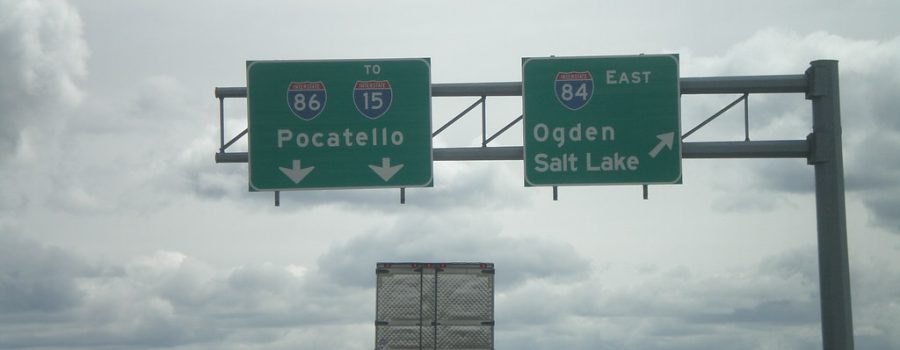 TO
INTERSTATE 86 INTERSTATE 15
Pocatello
INTERSTATE 84 EAST
Ogden
Salt Lake